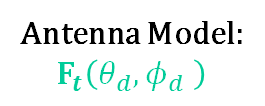 Antenna Model:
𝐅ₜ(θ_d, ϕ_d )